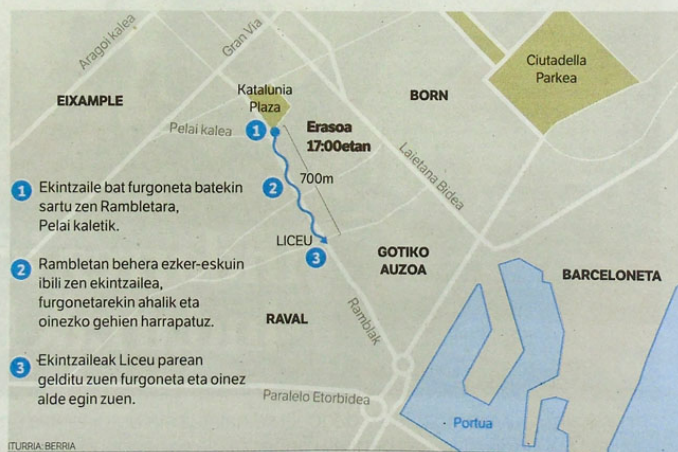 Aragoi kalea
Gran Via
Ciutadella
Parkea
EIXAMPLE
Katalunia
Plaza
BORN
Pelai kalea
1
Erasoa
17:00etan
Laietana Bidea
700m
2
LICEU
3
GOTIKO
AUZOA
BARCELONETA
RAVAL
Ramblak
Paralelo Etorbidea
Portua
1 Ekintzaile bat furgoneta batekin
sartu zen Rambletara,
Pelai kaletik.
2 Rambletan behera ezker-eskuin
ibili zen ekintzailea,
furgonetarekin ahalik eta
oinezko gehien harrapatuz.
3 Ekintzaileak Liceu parean
gelditu zuen furgoneta eta oinez
alde egin zuen.
ITURRIA: BERRIA